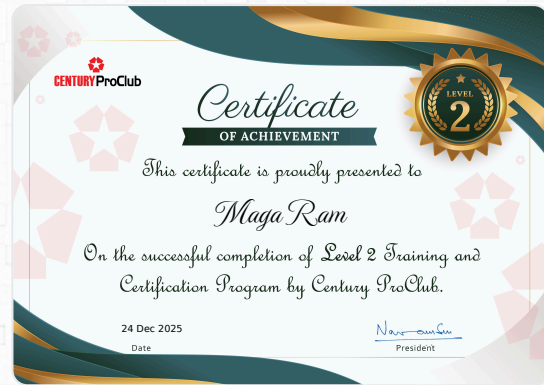 CENTURY ProClub
LEVEL
2
Certificate
OF ACHIEVEMENT
This certificate is proudly presented to
Maga Ram
On the successful completion of Level 2 Training and
Certification Program by Century ProClub.
24 Dec 2025
Date
President